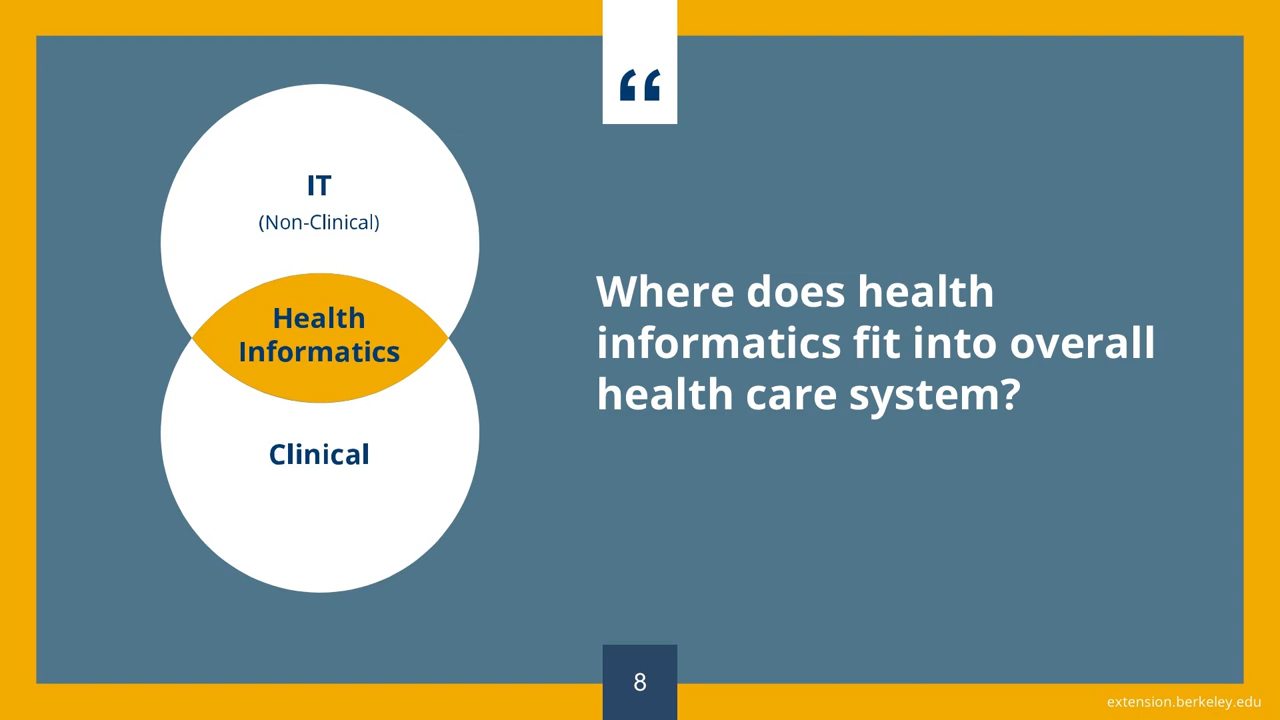 “
IT
(Non-Clinical)
Health
Informatics
Clinical
Where does health
informatics fit into overall
health care system?
8
extension.berkeley.edu